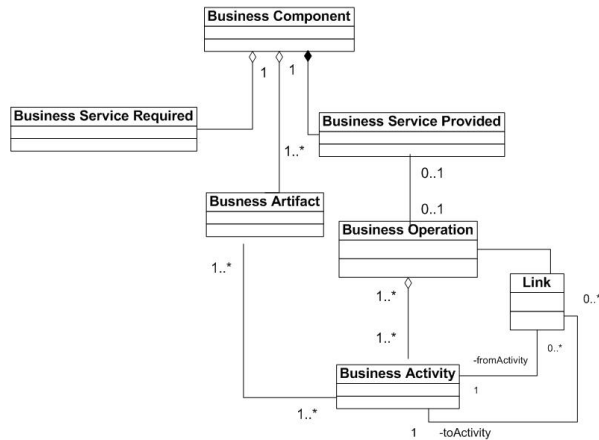 Business Component
1
1
Business Service Required
Business Service Provided
1..*
0..1
Busness Artifact
0..1
Business Operation
1..*
Link
1..*
0..*
1..*
0..*
-fromActivity
Business Activity
1
1..*
1
-toActivity